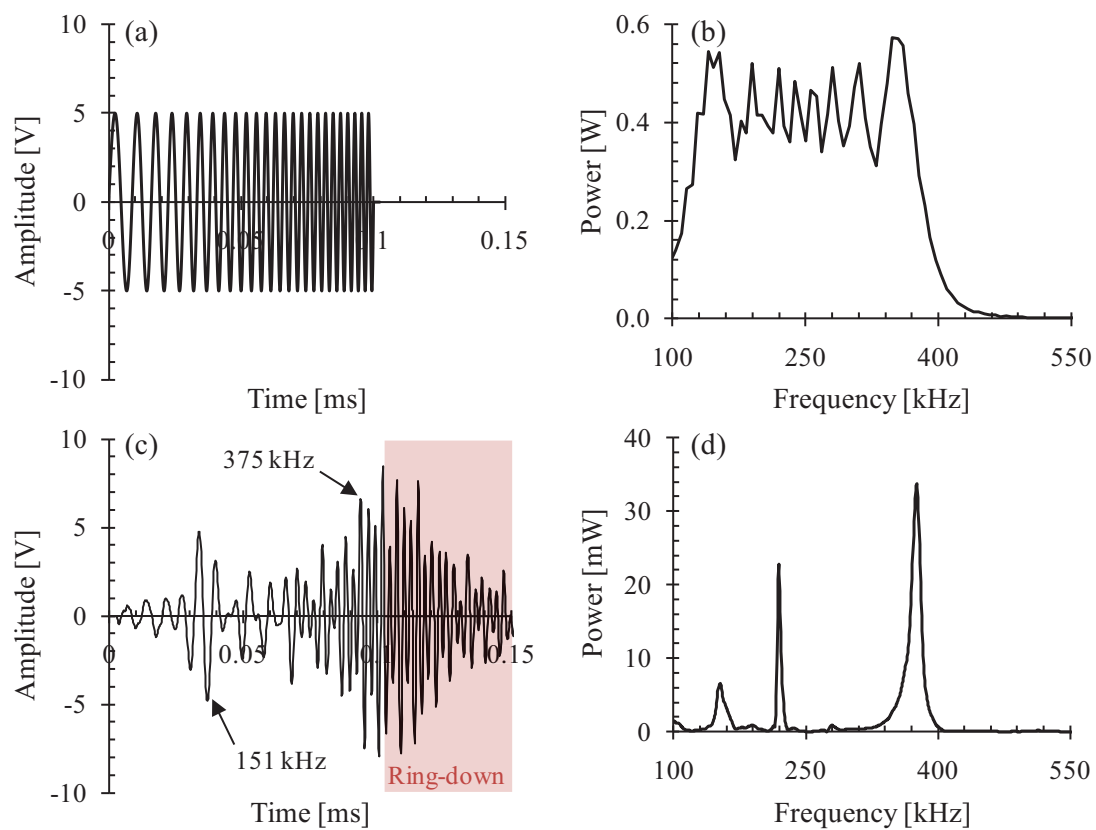 (a)
10
5
0
-5
-10
Amplitude [V]
0
0.05
0.1
0.15
Time [ms]
(b)
0.6
0.4
0.2
0.0
Power [W]
100
250
400
550
Frequency [kHz]
(c)
10
5
0
-5
-10
Amplitude [V]
375 kHz
151 kHz
Ring-down
0
0.05
0.1
0.15
Time [ms]
(d)
40
30
20
10
0
Power [mW]
100
250
400
550
Frequency [kHz]